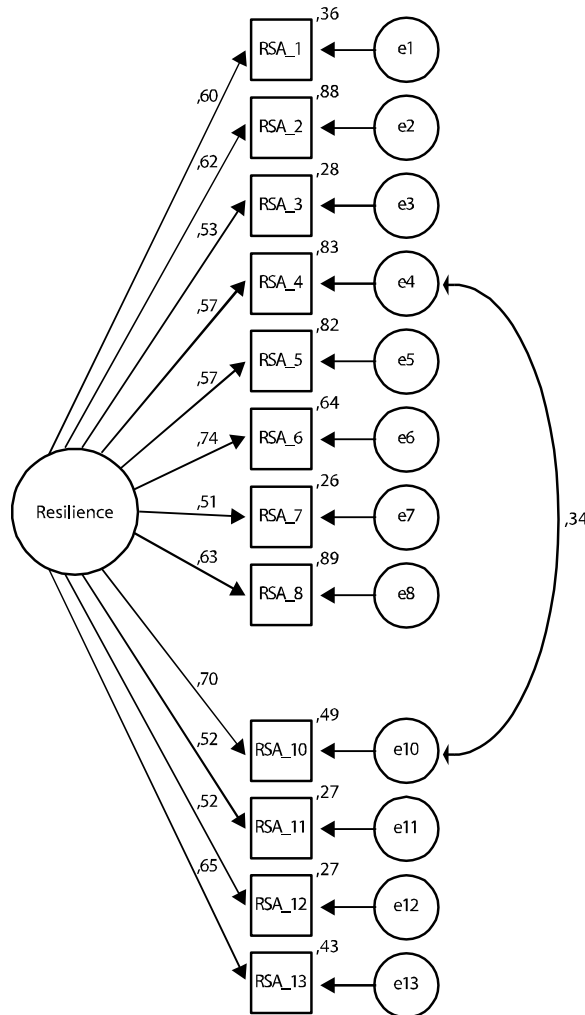 ,36
RSA_1
e1
,60
,88
RSA_2
e2
,62
,28
RSA_3
e3
,53
,83
RSA_4
e4
,57
,82
RSA_5
e5
,57
,64
RSA_6
e6
,74
,26
RSA_7
e7
,51
Resilience
,34
,89
RSA_8
e8
,63
,70
,49
RSA_10
e10
,52
,27
RSA_11
e11
,52
,27
RSA_12
e12
,65
,43
RSA_13
e13